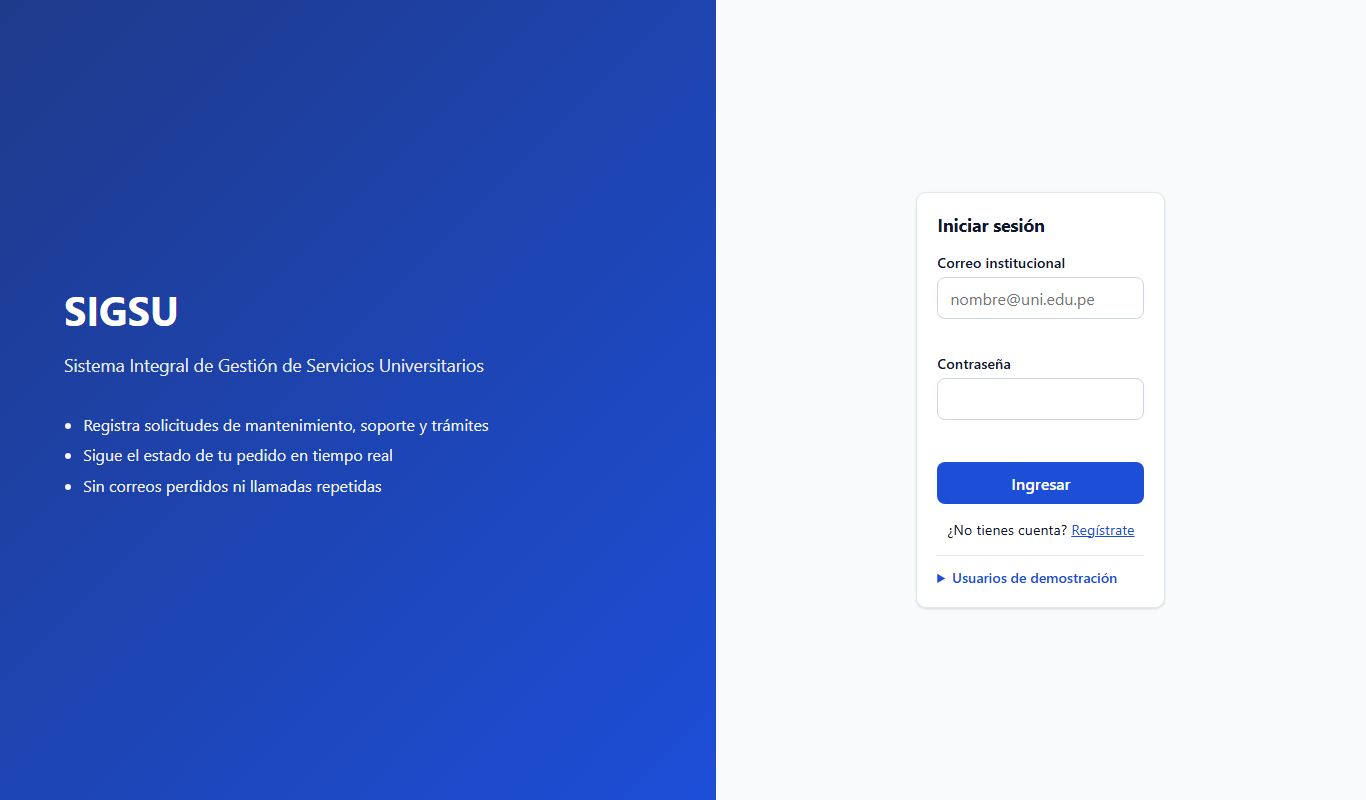 SIGSU
Sistema Integral de Gestión de Servicios Universitarios
Registra solicitudes de mantenimiento, soporte y trámites
Sigue el estado de tu pedido en tiempo real
Sin correos perdidos ni llamadas repetidas
Iniciar sesión
Correo institucional
nombre@uni.edu.pe
Contraseña
Ingresar
¿No tienes cuenta? Regístrate
Usuarios de demostración